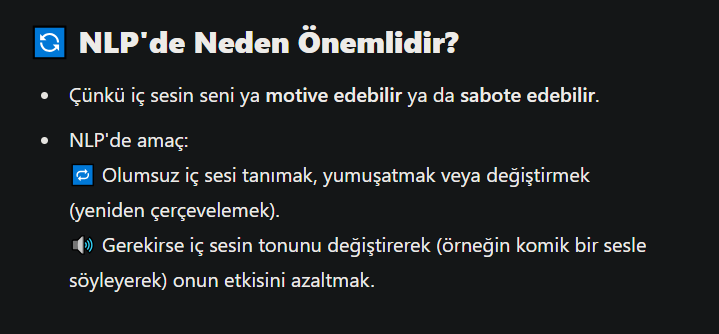 🔄 NLP'de Neden Önemlidir?
• Çünkü iç sesin seni ya motive edebilir ya da sabote edebilir.
• NLP'de amaç:
🔁 Olumsuz iç sesi tanımak, yumuşatmak veya değiştirmek
(yeniden çerçevelemek).
🔊 Gerekirse iç sesin tonunu değiştirerek (örneğin komik bir sesle
söyleyerek) onun etkisini azaltmak.